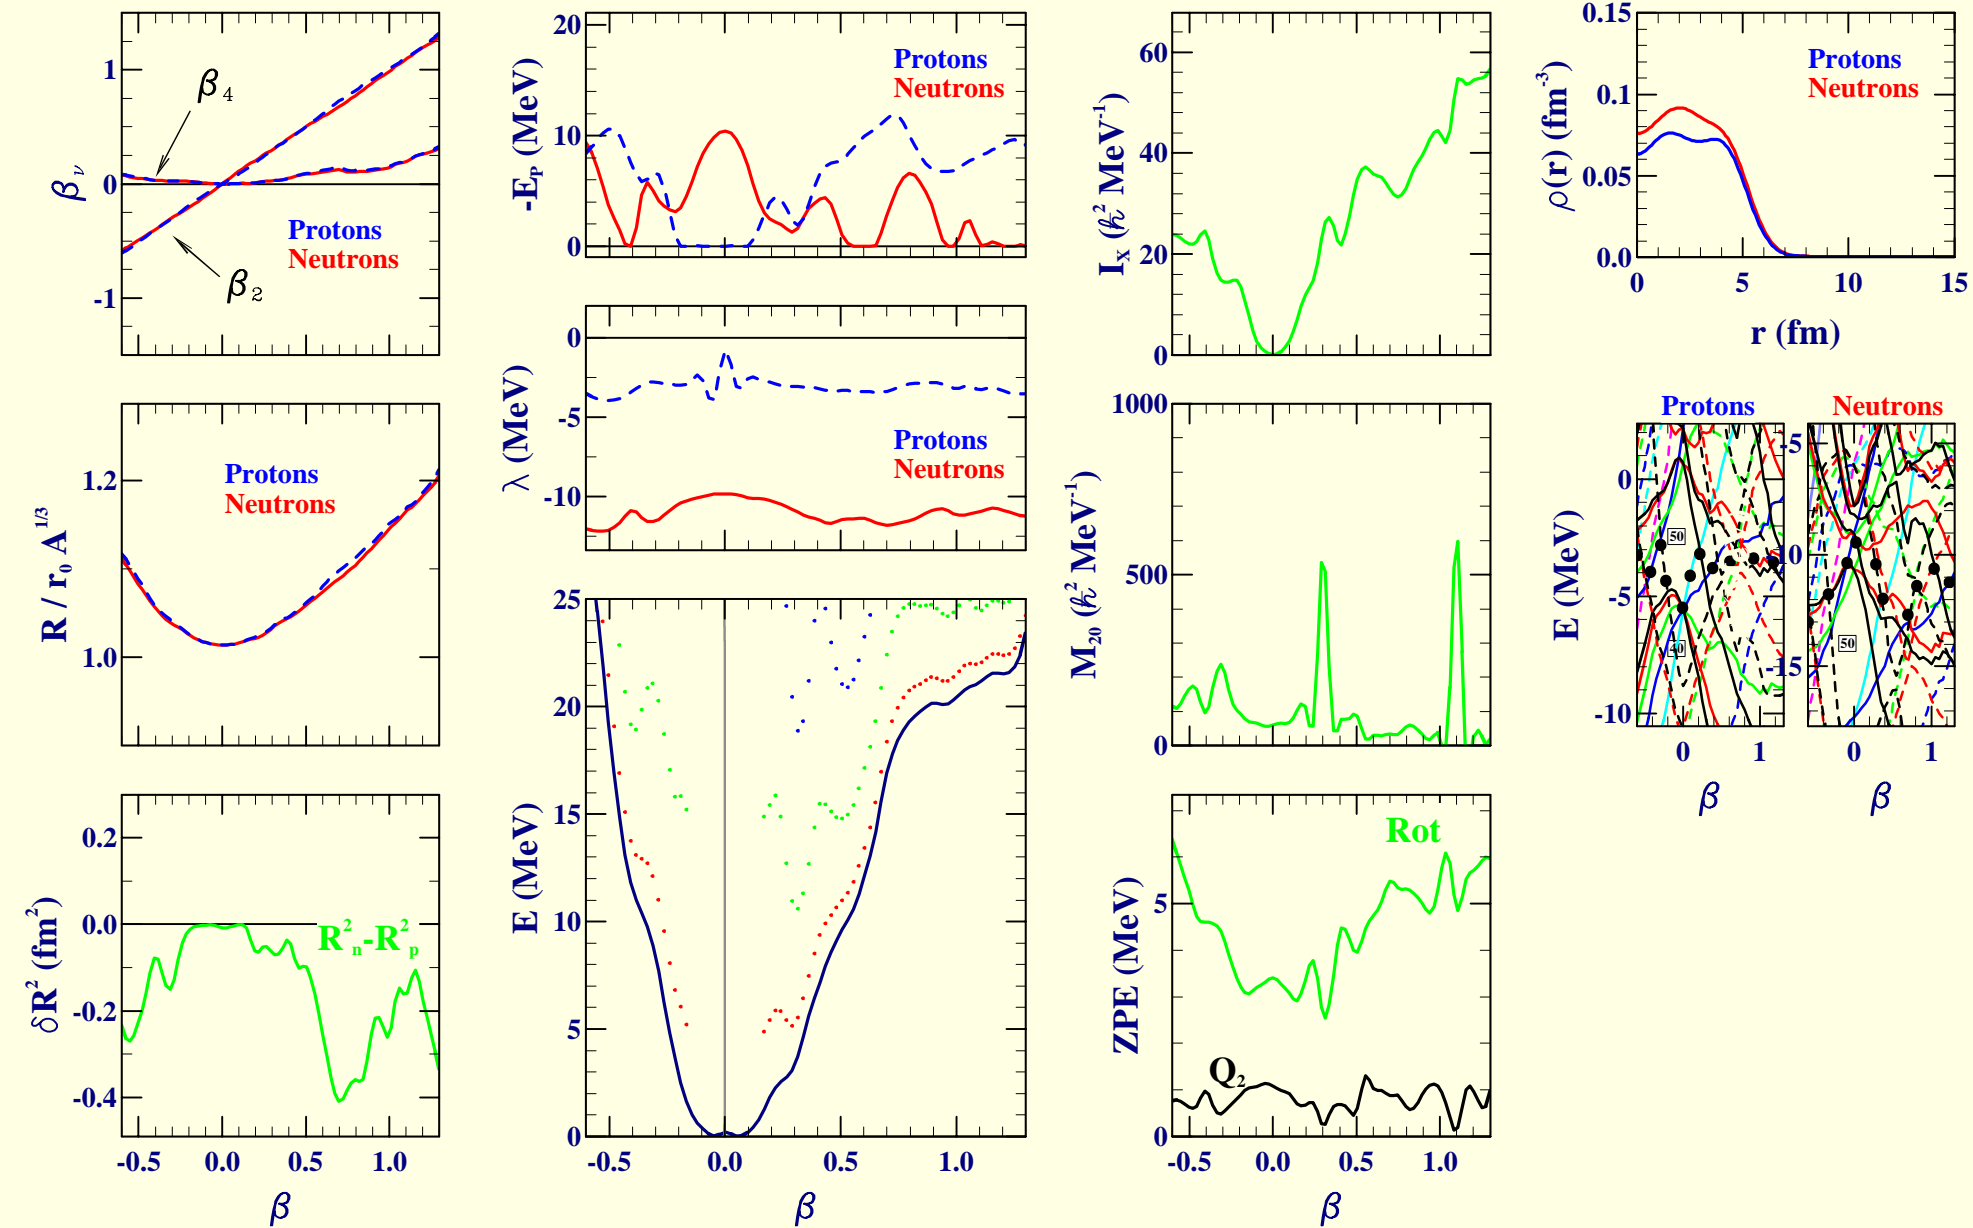 1
0
-1
β₄
β₂
Protons
Neutrons
βν
1.2
1.0
Protons
Neutrons
R / r₀ A^1/3
0.2
0.0
-0.2
-0.4
R²n-R²p
δR² (fm²)
-0.5 0.0 0.5 1.0
β
20
10
0
Protons
Neutrons
-Eₚ (MeV)
0
-5
-10
Protons
Neutrons
λ (MeV)
25
20
15
10
5
0
E (MeV)
-0.5 0.0 0.5 1.0
β
60
40
20
0
Iₓ (ℏ² MeV⁻¹)
1000
500
0
M₂₀ (ℏ² MeV⁻¹)
5
0
Rot
Q₂
ZPE (MeV)
-0.5 0.0 0.5 1.0
β
0.15
0.1
0.05
0.0
Protons
Neutrons
ρ(r) (fm⁻³)
0 5 10 15
r (fm)
Protons Neutrons
0
-5
-10
50
40
E (MeV)
0 1
β
-5
-10
-15
50
0 1
β